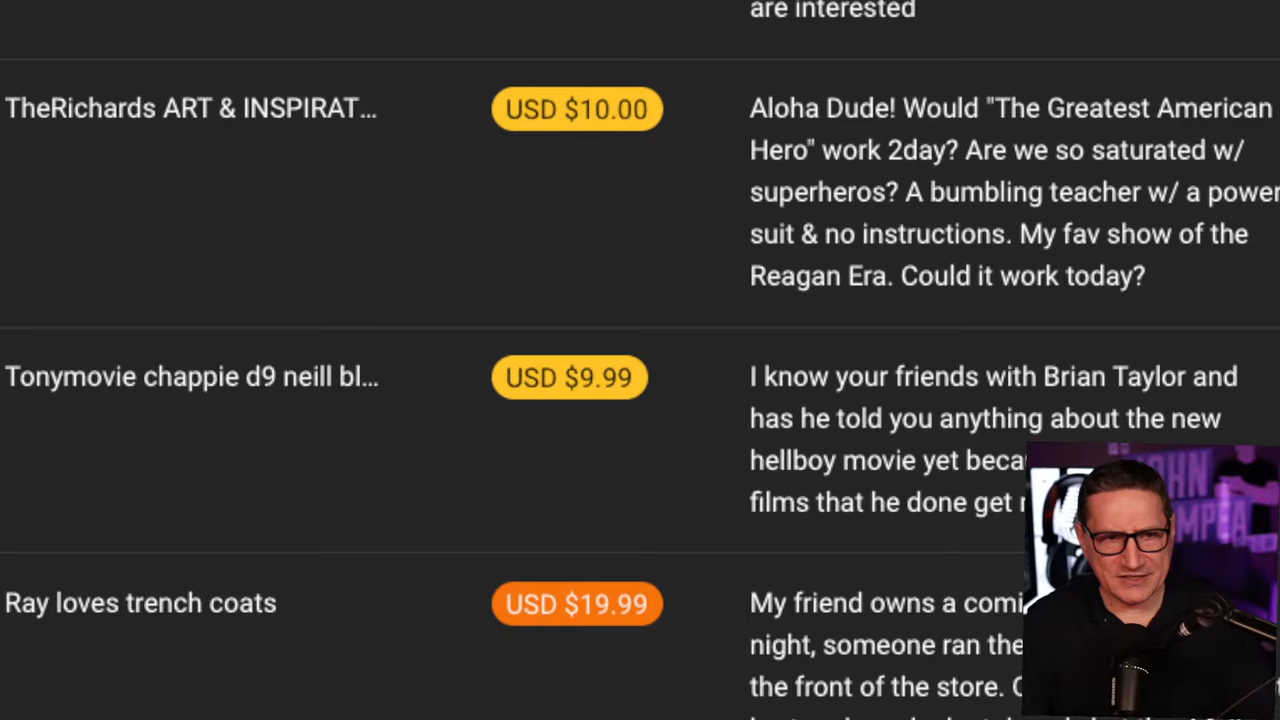 are interested
TheRichards ART & INSPIRAT...
USD $10.00
Aloha Dude! Would "The Greatest American
Hero" work 2day? Are we so saturated w/
superheros? A bumbling teacher w/ a power
suit & no instructions. My fav show of the
Reagan Era. Could it work today?
Tonymovie chappie d9 neill bl...
USD $9.99
I know your friends with Brian Taylor and
has he told you anything about the new
hellboy movie yet beca
films that he done get
Ray loves trench coats
USD $19.99
My friend owns a comi
night, someone ran the
the front of the store.